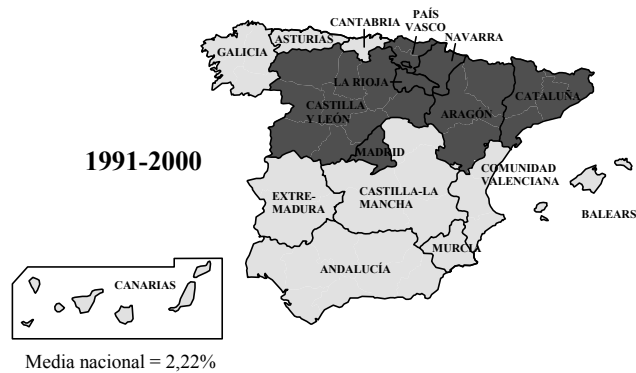 PAÍS
VASCO
CANTABRIA
NAVARRA
ASTURIAS
GALICIA
LA RIOJA
CATALUÑA
CASTILLA
Y LEÓN
ARAGÓN
MADRID
1991-2000
COMUNIDAD
VALENCIANA
EXTRE-
MADURA
CASTILLA-LA
MANCHA
BALEARS
MURCIA
ANDALUCÍA
CANARIAS
Media nacional = 2,22%